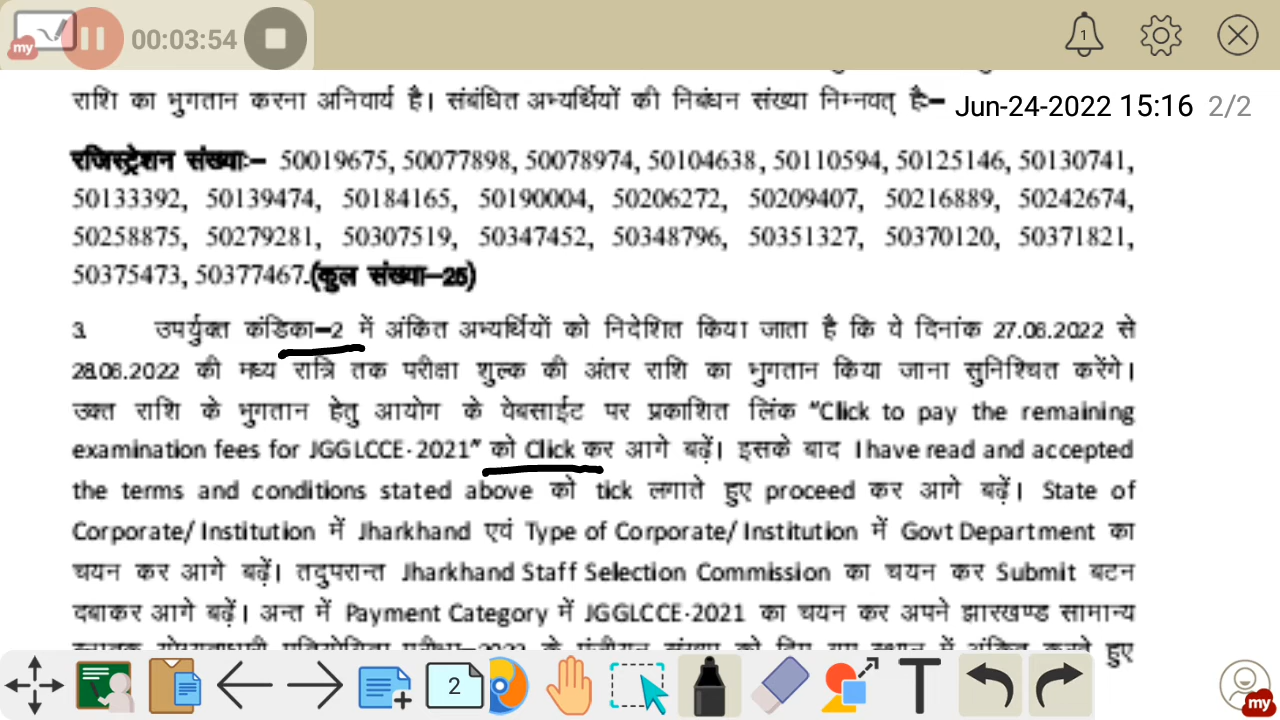 my 00:03:54 1
राशि का भुगतान करना अनिवार्य है। संबंधित अभ्यर्थियों की निबंधन संख्या निम्नवत् हैः– Jun-24-2022 15:16 2/2
रजिस्ट्रेशन संख्याः– 50019675, 50077898, 50078974, 50104638, 50110594, 50125146, 50130741,
50133392, 50139474, 50184165, 50190004, 50206272, 50209407, 50216889, 50242674,
50258875, 50279281, 50307519, 50347452, 50348796, 50351327, 50370120, 50371821,
50375473, 50377467.(कुल संख्या–25)
3. उपर्युक्त कंडिका–2 में अंकित अभ्यर्थियों को निदेशित किया जाता है कि वे दिनांक 27.06.2022 से
28.06.2022 की मध्य रात्रि तक परीक्षा शुल्क की अंतर राशि का भुगतान किया जाना सुनिश्चित करेंगे।
उक्त राशि के भुगतान हेतु आयोग के वेबसाईट पर प्रकाशित लिंक “Click to pay the remaining
examination fees for JGGLCCE-2021” को Click कर आगे बढ़ें। इसके बाद I have read and accepted
the terms and conditions stated above को tick लगाते हुए proceed कर आगे बढ़ें। State of
Corporate/ Institution में Jharkhand एवं Type of Corporate/ Institution में Govt Department का
चयन कर आगे बढ़ें। तदुपरान्त Jharkhand Staff Selection Commission का चयन कर Submit बटन
दबाकर आगे बढ़ें। अन्त में Payment Category में JGGLCCE-2021 का चयन कर अपने झारखण्ड सामान्य
हुए
2 T my